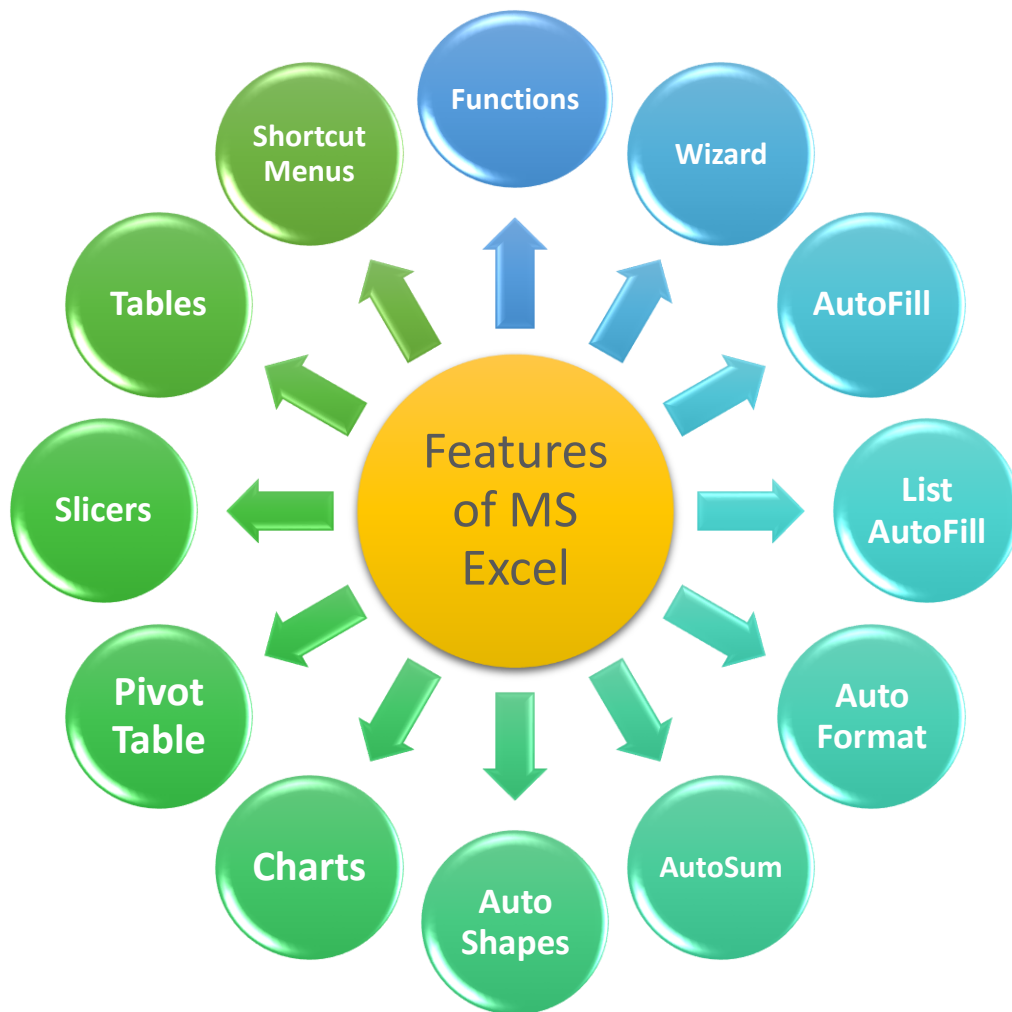 Features
of MS
Excel
Functions
Wizard
AutoFill
List
AutoFill
Auto
Format
AutoSum
Auto
Shapes
Charts
Pivot
Table
Slicers
Tables
Shortcut
Menus